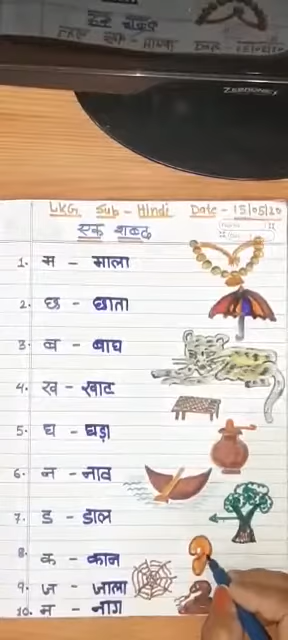 ZEBRONICS
LKG Sub - Hindi Date - 15/05/20
एक शब्द
1. म - माला
2. छ - छाता
3. ब - बाघ
4. ख - खाट
5. घ - घड़ा
6. न - नाव
7. ड - डाल
8. क - कान
9. ज - जाला
10. न - नाग